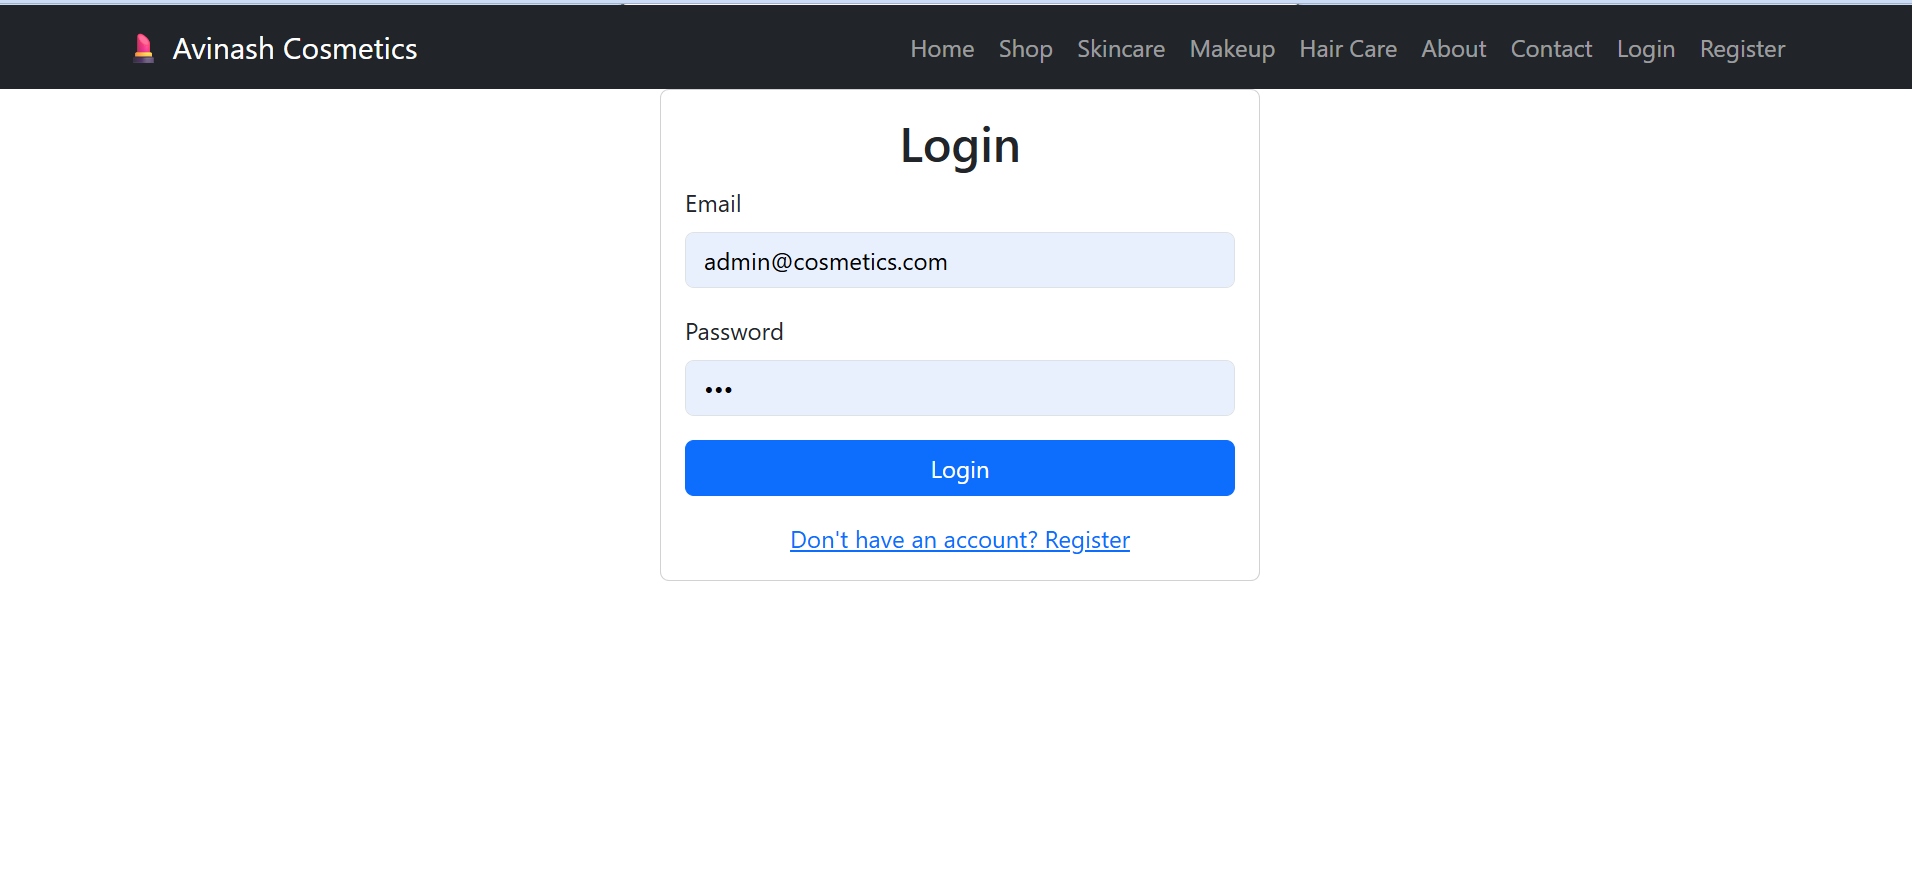 Avinash Cosmetics Home Shop Skincare Makeup Hair Care About Contact Login Register
Login
Email
admin@cosmetics.com
Password
•••
Login
Don't have an account? Register